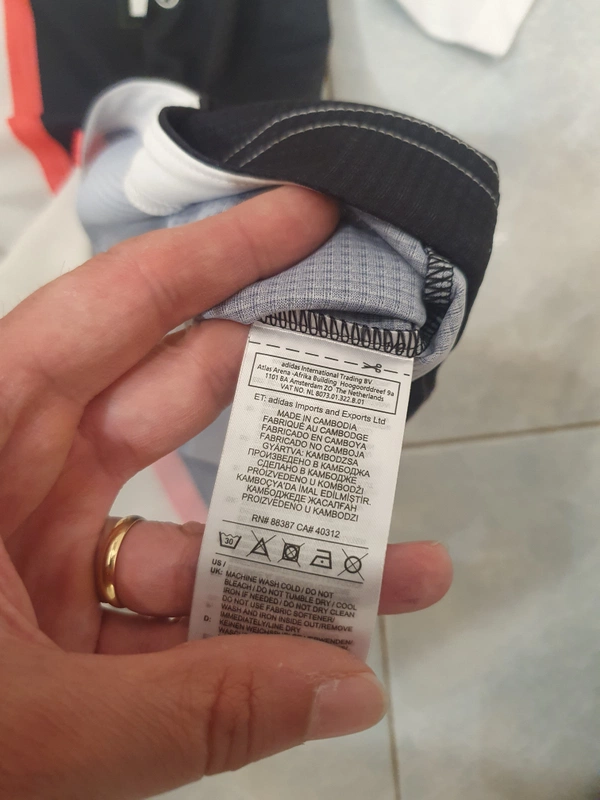 adidas International Trading BV
Atlas Arena -Afrika Building Hoogoorddreef 9a
1101 BA Amsterdam ZO The Netherlands
VAT NO. NL 8073.01.322.B.01
ET: adidas Imports and Exports Ltd
MADE IN CAMBODIA
FABRIQUÉ AU CAMBODGE
FABRICADO EN CAMBOYA
FABRICADO NO CAMBOJA
GYÁRTVA: KAMBODZSA
ПРОИЗВЕДЕНО В КАМБОДЖА
СДЕЛАНО В КАМБОДЖЕ
PROIZVEDENO U KOMBODŽI
KAMBOÇYA'DA İMAL EDİLMİŞTİR.
КАМБОДЖЕДЕ ЖАСАЛҒАН
PROIZVEDENO U KAMBODZI
RN# 88387 CA# 40312
30
US /
UK: MACHINE WASH COLD / DO NOT
BLEACH / DO NOT TUMBLE DRY / COOL
IRON IF NEEDED / DO NOT DRY CLEAN
DO NOT USE FABRIC SOFTENER/
WASH AND IRON INSIDE OUT/REMOVE
IMMEDIATELY/LINE DRY
D: KEINEN